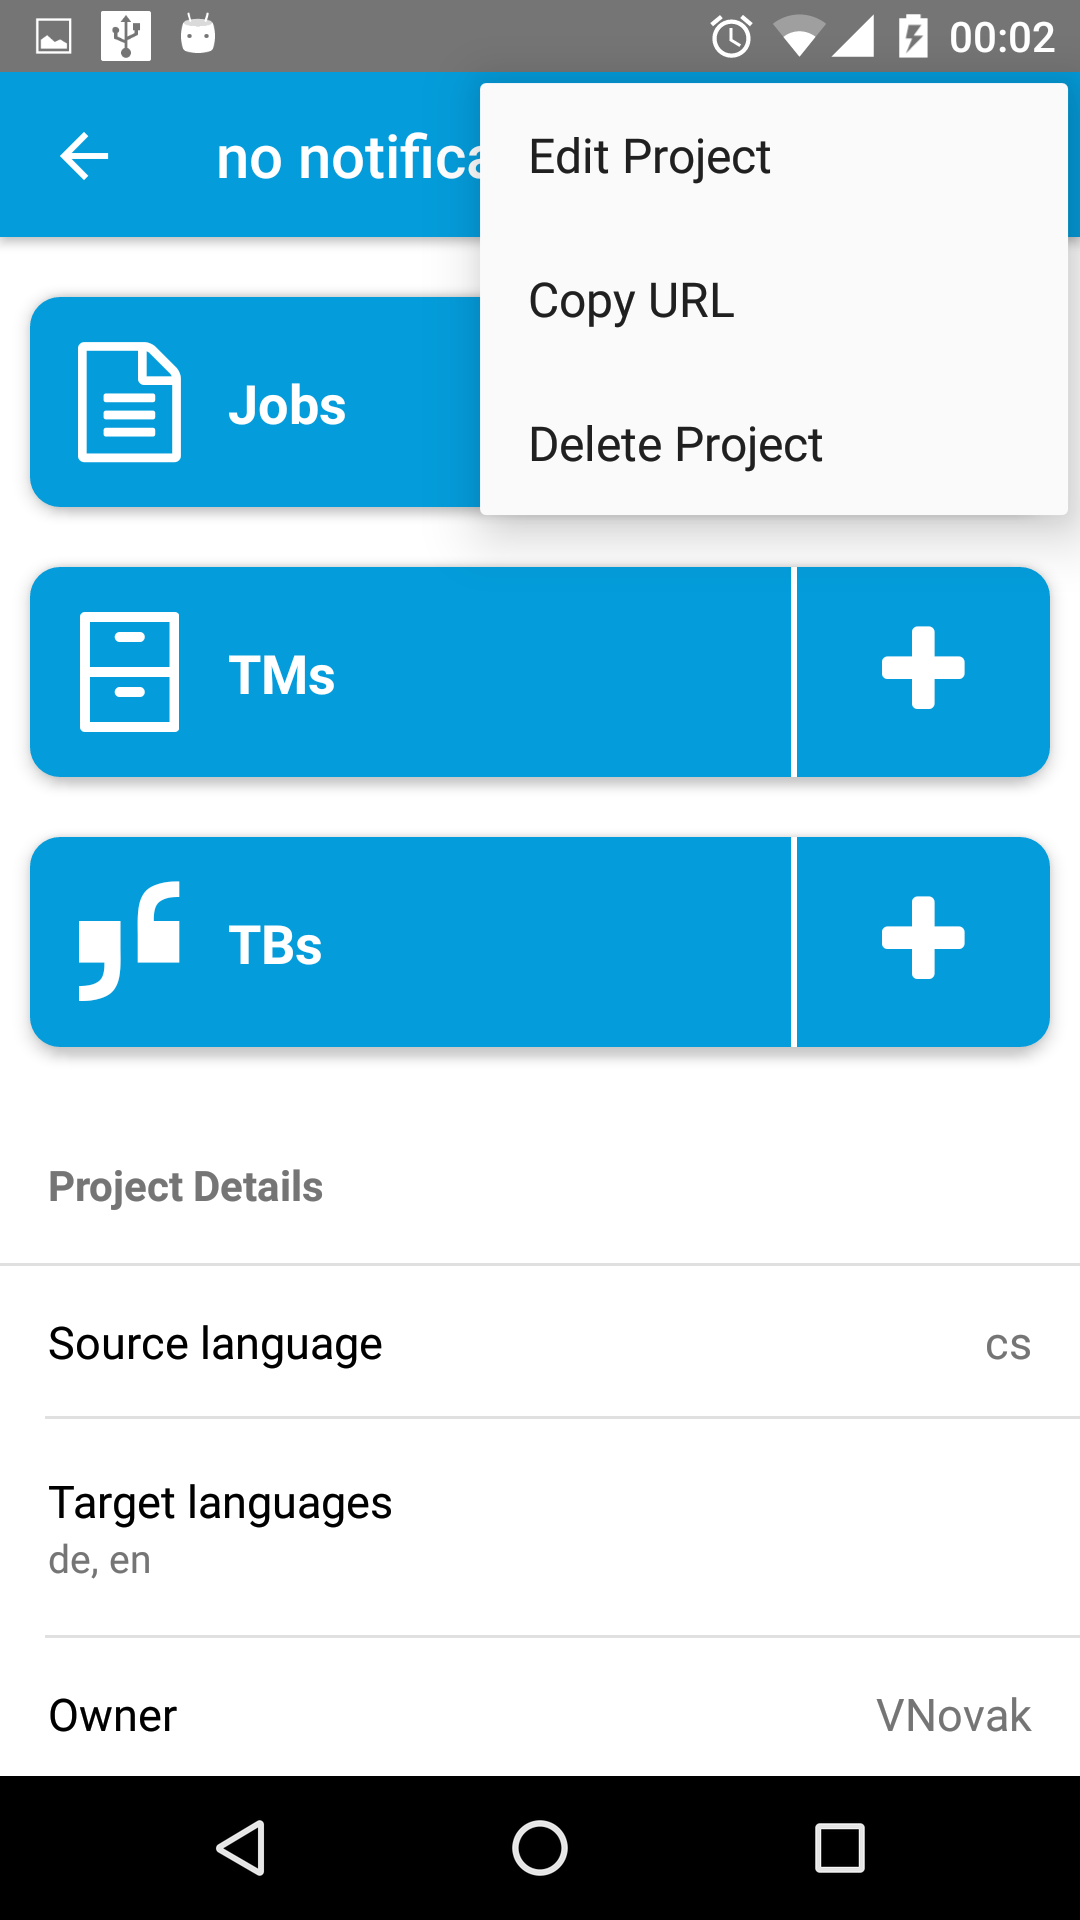 00:02
no notifica
Edit Project
Copy URL
Delete Project
Jobs
TMs
TBs
Project Details
Source language
cs
Target languages
de, en
Owner
VNovak